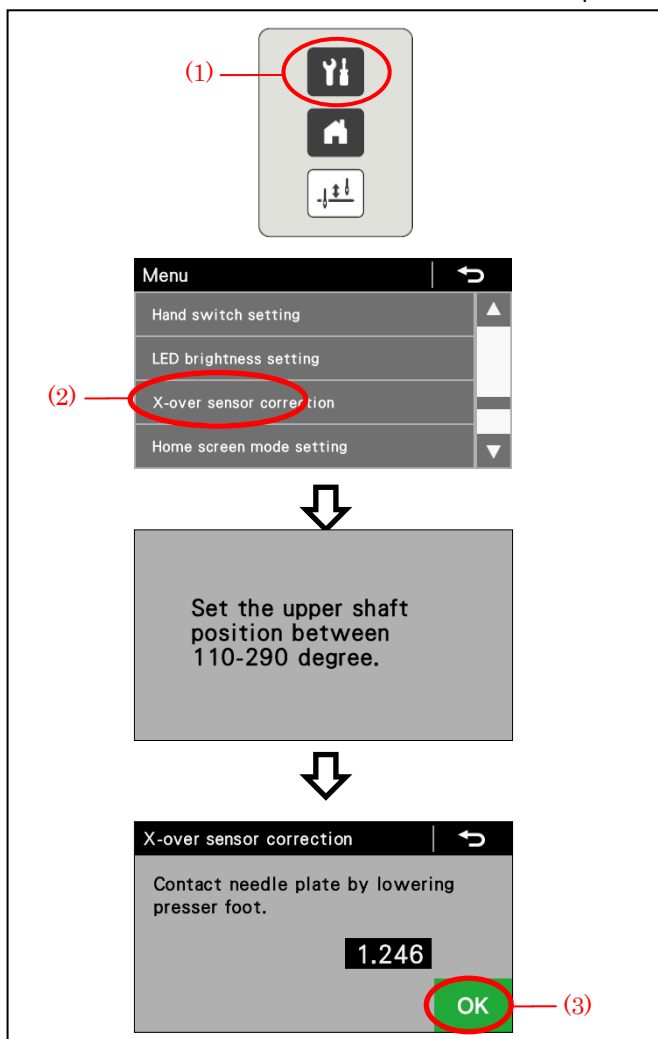 (1)
Menu
Hand switch setting
LED brightness setting
(2)
X-over sensor correction
Home screen mode setting
Set the upper shaft
position between
110-290 degree.
X-over sensor correction
Contact needle plate by lowering
presser foot.
1.246
OK
(3)